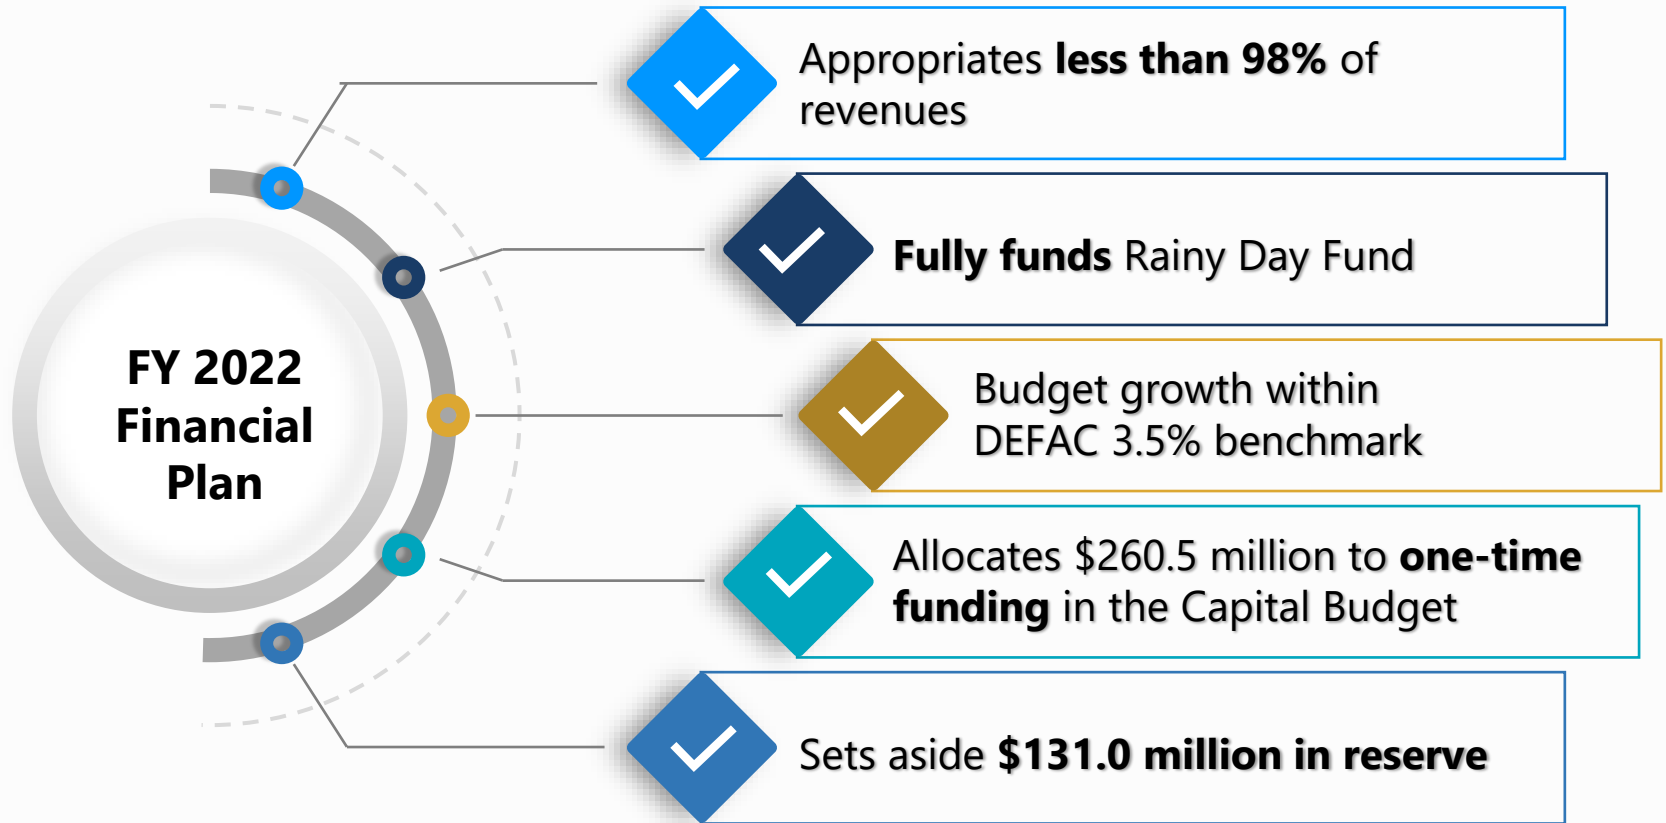 FY 2022
Financial
Plan
Appropriates less than 98% of
revenues
Fully funds Rainy Day Fund
Budget growth within
DEFAC 3.5% benchmark
Allocates $260.5 million to one-time
funding in the Capital Budget
Sets aside $131.0 million in reserve